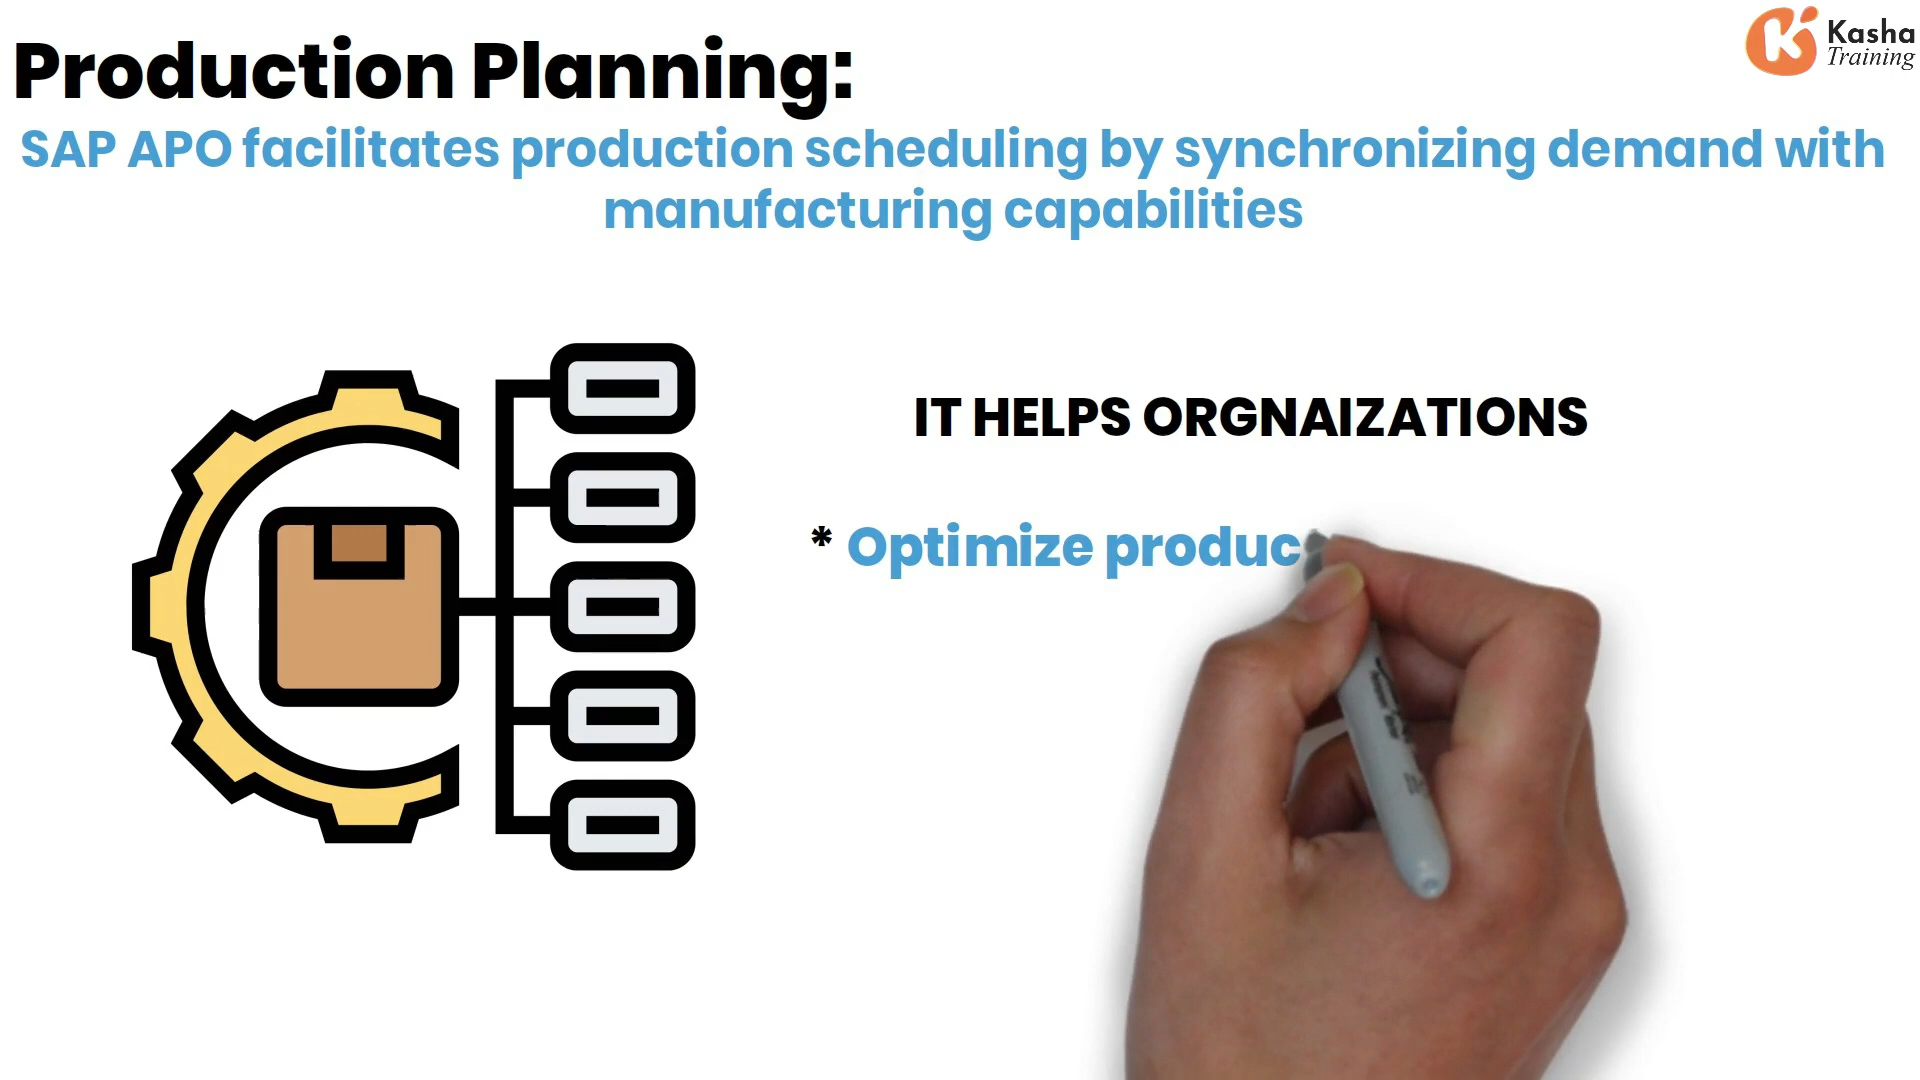 Production Planning:
Kasha
Training
SAP APO facilitates production scheduling by synchronizing demand with
manufacturing capabilities
IT HELPS ORGNAIZATIONS
* Optimize produc